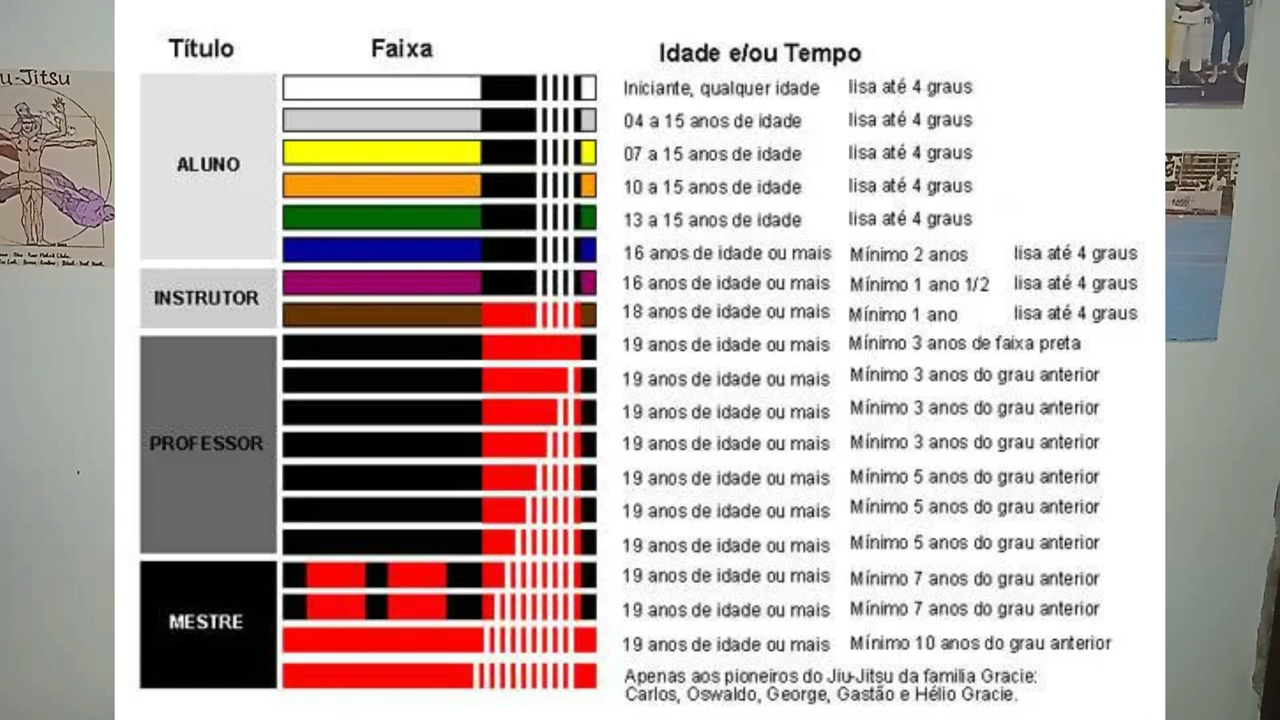 Título Faixa Idade e/ou Tempo
u-Jitsu
ALUNO
Iniciante, qualquer idade lisa até 4 graus
04 a 15 anos de idade lisa até 4 graus
07 a 15 anos de idade lisa até 4 graus
10 a 15 anos de idade lisa até 4 graus
13 a 15 anos de idade lisa até 4 graus
16 anos de idade ou mais Mínimo 2 anos lisa até 4 graus
INSTRUTOR
16 anos de idade ou mais Mínimo 1 ano 1/2 lisa até 4 graus
18 anos de idade ou mais Mínimo 1 ano lisa até 4 graus
PROFESSOR
19 anos de idade ou mais Mínimo 3 anos de faixa preta
19 anos de idade ou mais Mínimo 3 anos do grau anterior
19 anos de idade ou mais Mínimo 3 anos do grau anterior
19 anos de idade ou mais Mínimo 3 anos do grau anterior
19 anos de idade ou mais Mínimo 5 anos do grau anterior
19 anos de idade ou mais Mínimo 5 anos do grau anterior
19 anos de idade ou mais Mínimo 5 anos do grau anterior
MESTRE
19 anos de idade ou mais Mínimo 7 anos do grau anterior
19 anos de idade ou mais Mínimo 7 anos do grau anterior
19 anos de idade ou mais Mínimo 10 anos do grau anterior
Apenas aos pioneiros do Jiu-Jitsu da familia Gracie:
Carlos, Oswaldo, George, Gastão e Hélio Gracie.